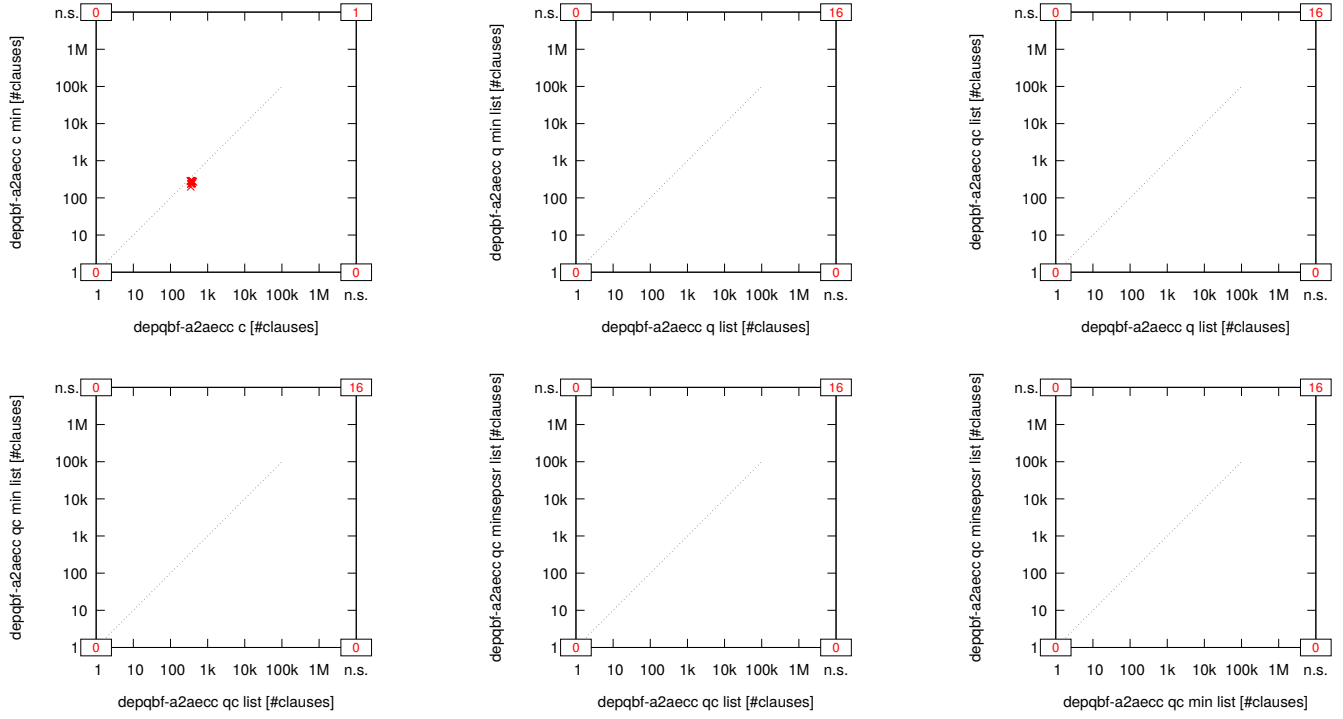 n.s. 0 1
1M
100k
10k
1k
100
10
1 0 0
1 10 100 1k 10k 100k 1M n.s.
depqbf-a2aecc c min [#clauses]
depqbf-a2aecc c [#clauses]
n.s. 0 16
1M
100k
10k
1k
100
10
1 0 0
1 10 100 1k 10k 100k 1M n.s.
depqbf-a2aecc q min list [#clauses]
depqbf-a2aecc q list [#clauses]
n.s. 0 16
1M
100k
10k
1k
100
10
1 0 0
1 10 100 1k 10k 100k 1M n.s.
depqbf-a2aecc qc list [#clauses]
depqbf-a2aecc q list [#clauses]
n.s. 0 16
1M
100k
10k
1k
100
10
1 0 0
1 10 100 1k 10k 100k 1M n.s.
depqbf-a2aecc qc min list [#clauses]
depqbf-a2aecc qc list [#clauses]
n.s. 0 16
1M
100k
10k
1k
100
10
1 0 0
1 10 100 1k 10k 100k 1M n.s.
depqbf-a2aecc qc minsepcsr list [#clauses]
depqbf-a2aecc qc list [#clauses]
n.s. 0 16
1M
100k
10k
1k
100
10
1 0 0
1 10 100 1k 10k 100k 1M n.s.
depqbf-a2aecc qc minsepcsr list [#clauses]
depqbf-a2aecc qc min list [#clauses]